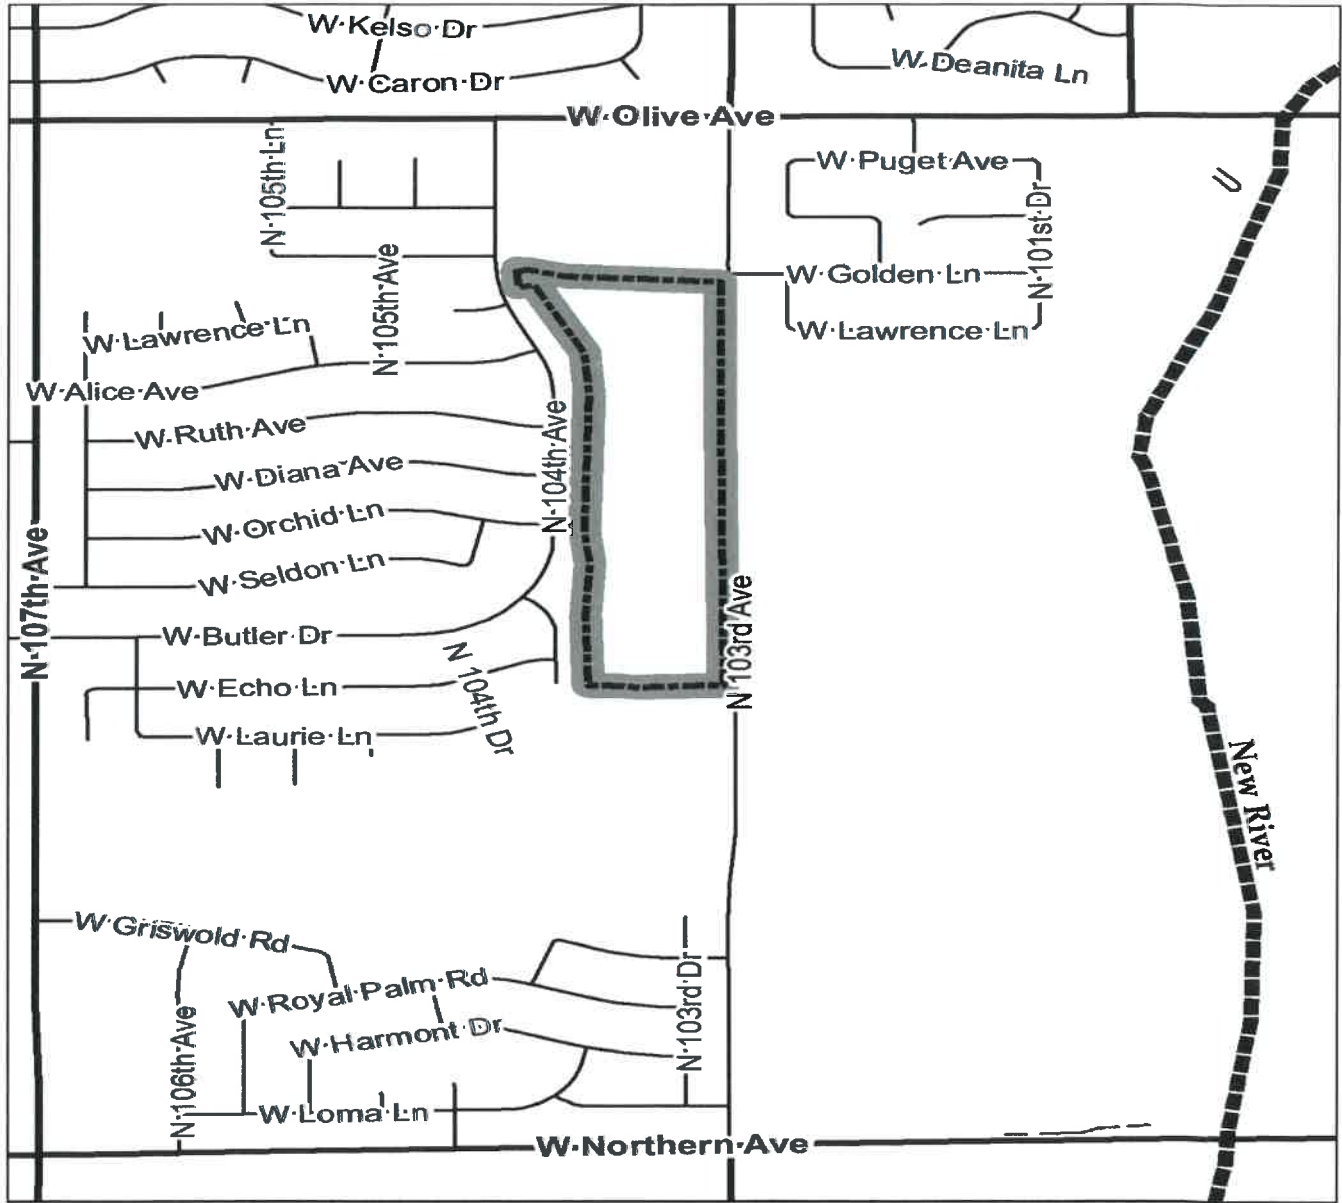 W Kelso Dr
W Caron Dr
W Deanita Ln
W Olive Ave
N 105th Ln
W Puget Ave
N 101st Dr
W Golden Ln
W Lawrence Ln
N 105th Ave
W Lawrence Ln
W Alice Ave
W Ruth Ave
N 104th Ave
W Diana Ave
W Orchid Ln
W Seldon Ln
N 107th Ave
W Butler Dr
N 103rd Ave
W Echo Ln
N 104th Dr
W Laurie Ln
New River
W Griswold Rd
W Royal Palm Rd
N 103rd Dr
W Harmont Dr
N 106th Ave
W Loma Ln
W Northern Ave